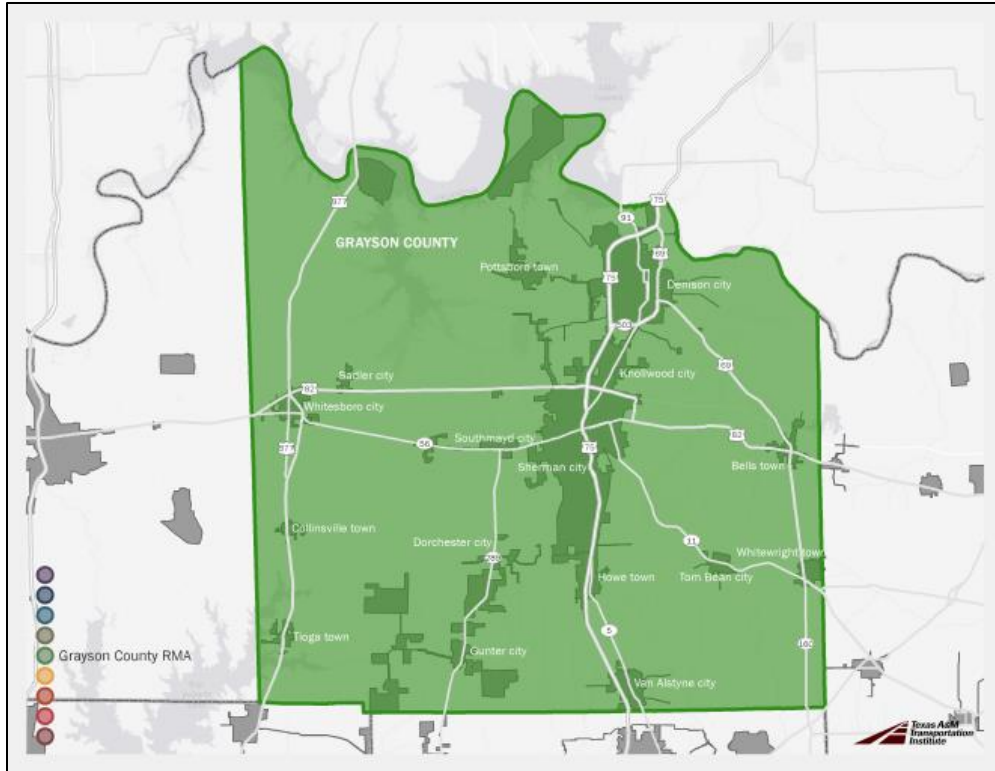 75
91
377
GRAYSON COUNTY
69
Pottsboro town
75
Denison city
503
69
Sadler city
Knollwood city
82
Whitesboro city
56
Southmayd city
82
377
75
Bells town
Sherman city
Collinsville town
Dorchester city
11
289
Whitewright town
Howe town
Tom Bean city
5
Tioga town
160
Grayson County RMA
Gunter city
Van Alstyne city
Texas A&M
Transportation
Institute